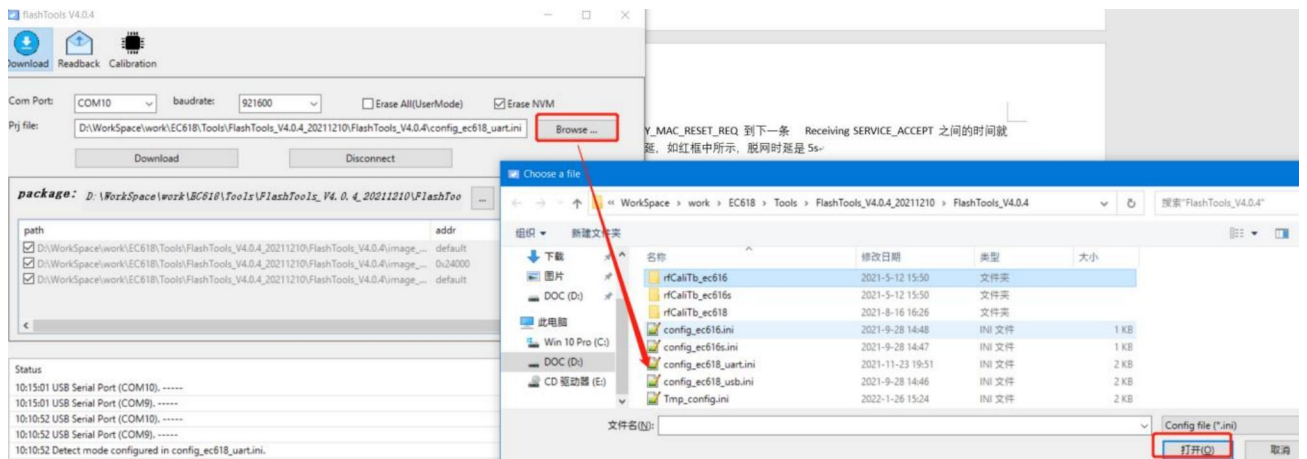 flashTools V4.0.4
Download Readback Calibration
Com Port: COM10 baudrate: 921600 Erase All(UserMode) Erase NVM
Prj file: D:\WorkSpace\work\EC618\Tools\FlashTools_V4.0.4_20211210\FlashTools_V4.0.4\config_ec618_uart.ini Browse ...
Download Disconnect
package: D:\WorkSpace\work\EC618\Tools\FlashTools_V4.0.4_20211210\FlashToo ...
path addr
D:\WorkSpace\work\EC618\Tools\FlashTools_V4.0.4_20211210\FlashTools_V4.0.4\image_... default
D:\WorkSpace\work\EC618\Tools\FlashTools_V4.0.4_20211210\FlashTools_V4.0.4\image_... 0x24000
D:\WorkSpace\work\EC618\Tools\FlashTools_V4.0.4_20211210\FlashTools_V4.0.4\image_... default
Status
10:15:01 USB Serial Port (COM10). -----
10:15:01 USB Serial Port (COM9). -----
10:10:52 USB Serial Port (COM10). -----
10:10:52 USB Serial Port (COM9). -----
10:10:52 Detect mode configured in config_ec618_uart.ini.
Y_MAC_RESET_REQ 到下一条 Receiving SERVICE_ACCEPT 之间的时间就
延，如红框中所示，脱网时延是 5s
Choose a file
« WorkSpace › work › EC618 › Tools › FlashTools_V4.0.4_20211210 › FlashTools_V4.0.4 搜索"FlashTools_V4.0.4"
组织 新建文件夹
下载
图片
DOC (D:)
此电脑
Win 10 Pro (C:)
DOC (D:)
CD 驱动器 (E:)
名称 修改日期 类型 大小
rfCaliTb_ec616 2021-5-12 15:50 文件夹
rfCaliTb_ec616s 2021-5-12 15:50 文件夹
rfCaliTb_ec618 2021-8-16 16:26 文件夹
config_ec616.ini 2021-9-28 14:48 INI 文件 1 KB
config_ec616s.ini 2021-9-28 14:47 INI 文件 1 KB
config_ec618_uart.ini 2021-11-23 19:51 INI 文件 2 KB
config_ec618_usb.ini 2021-9-28 14:46 INI 文件 2 KB
Tmp_config.ini 2022-1-26 15:24 INI 文件 2 KB
文件名(N): Config file (*.ini)
打开(O) 取消